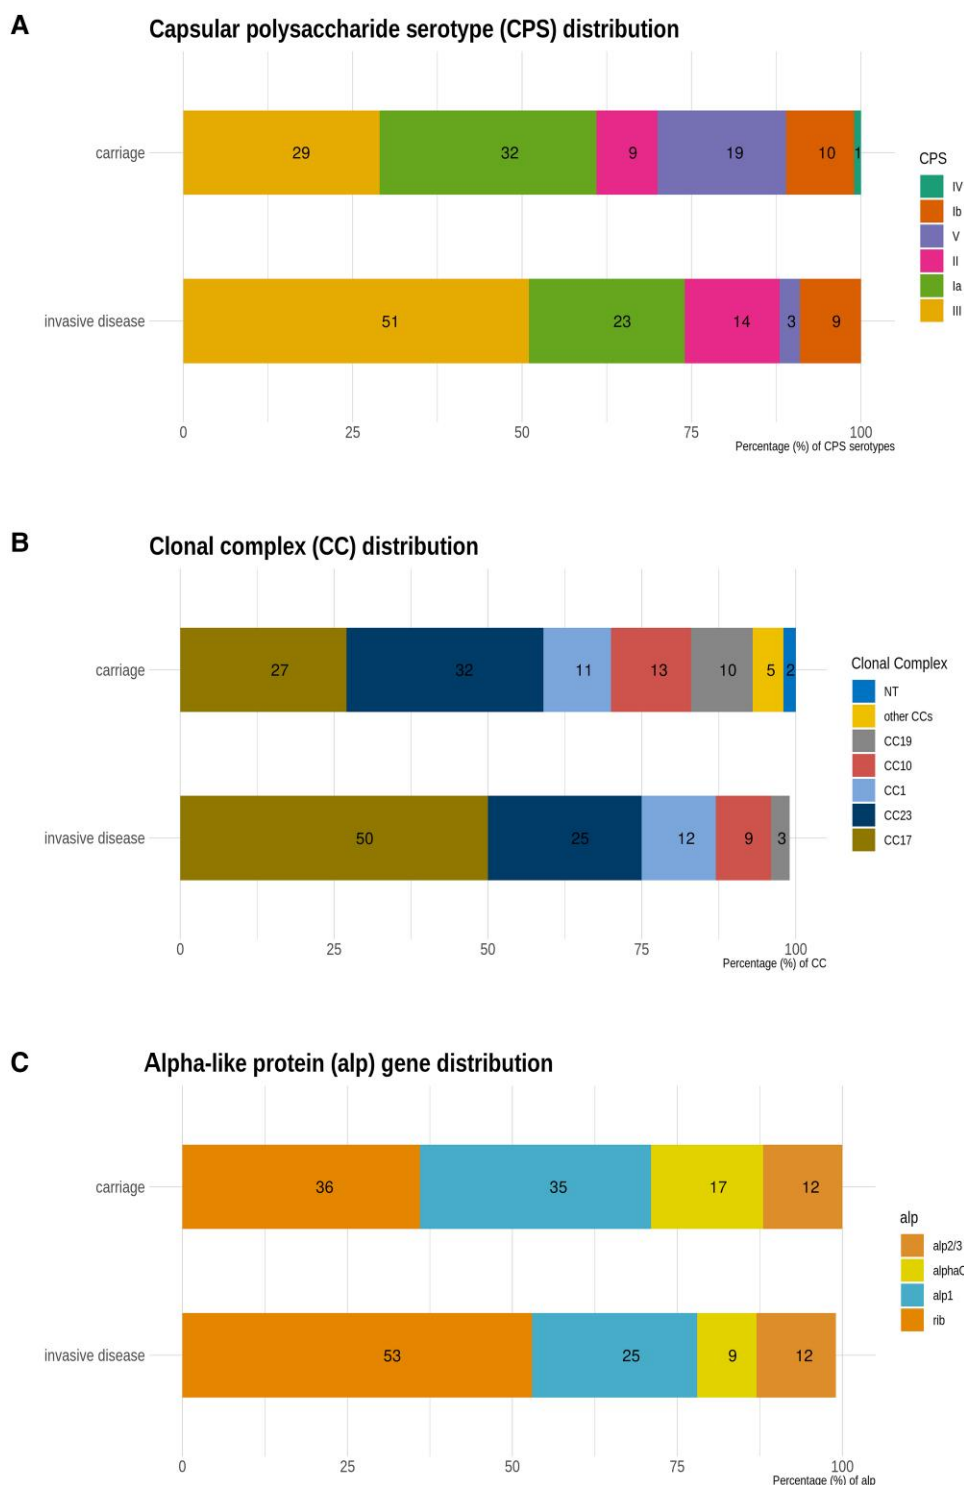 A
Capsular polysaccharide serotype (CPS) distribution
carriage
29 32 9 19 10 1
invasive disease
51 23 14 3 9
0 25 50 75 100
Percentage (%) of CPS serotypes
CPS
IV
Ib
V
II
Ia
III
B
Clonal complex (CC) distribution
carriage
27 32 11 13 10 5 2
invasive disease
50 25 12 9 3
0 25 50 75 100
Percentage (%) of CC
Clonal Complex
NT
other CCs
CC19
CC10
CC1
CC23
CC17
C
Alpha-like protein (alp) gene distribution
carriage
36 35 17 12
invasive disease
53 25 9 12
0 25 50 75 100
Percentage (%) of alp
alp
alp2/3
alphaC
alp1
rib